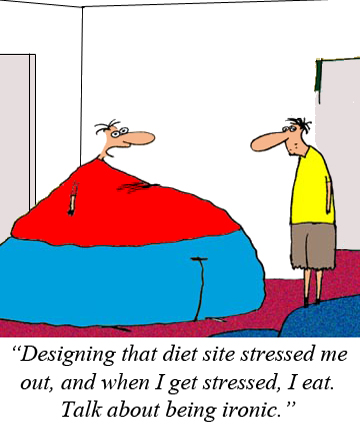 “Designing that diet site stressed me
out, and when I get stressed, I eat.
Talk about being ironic.”